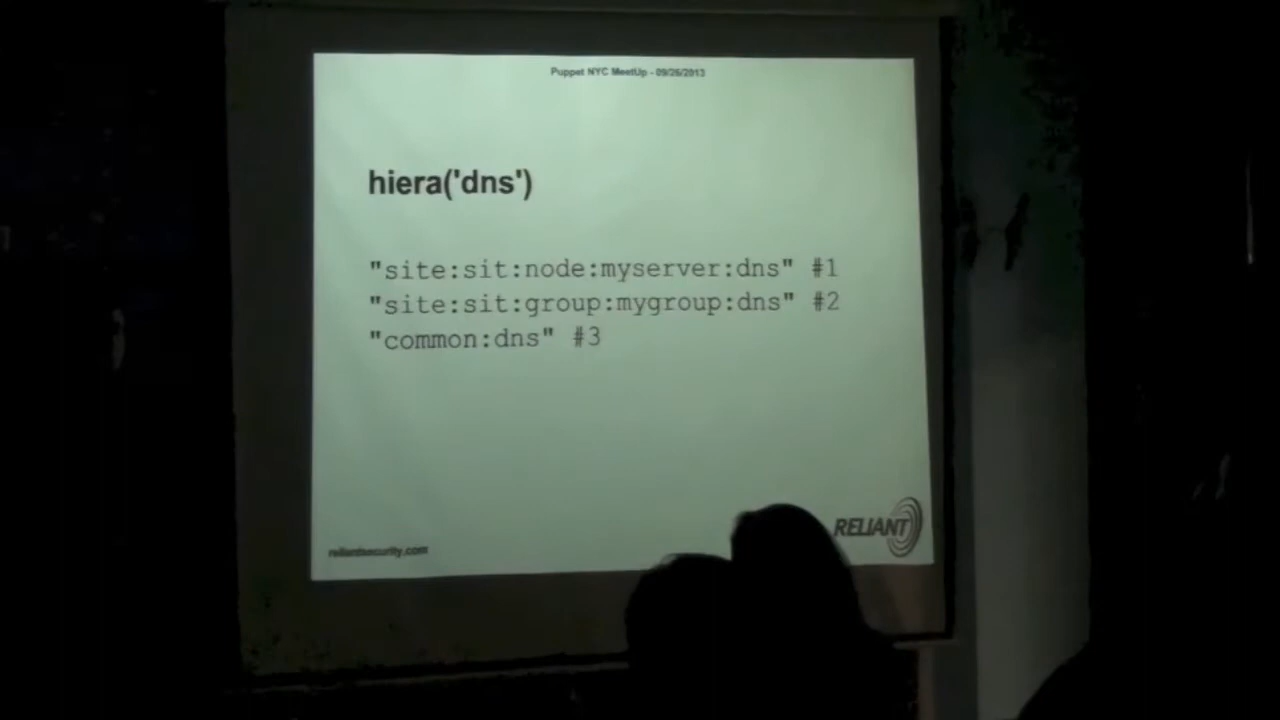 Puppet NYC MeetUp - 09/26/2013
hiera('dns')
"site:sit:node:myserver:dns" #1
"site:sit:group:mygroup:dns" #2
"common:dns" #3
RELIANT
reliantsecurity.com